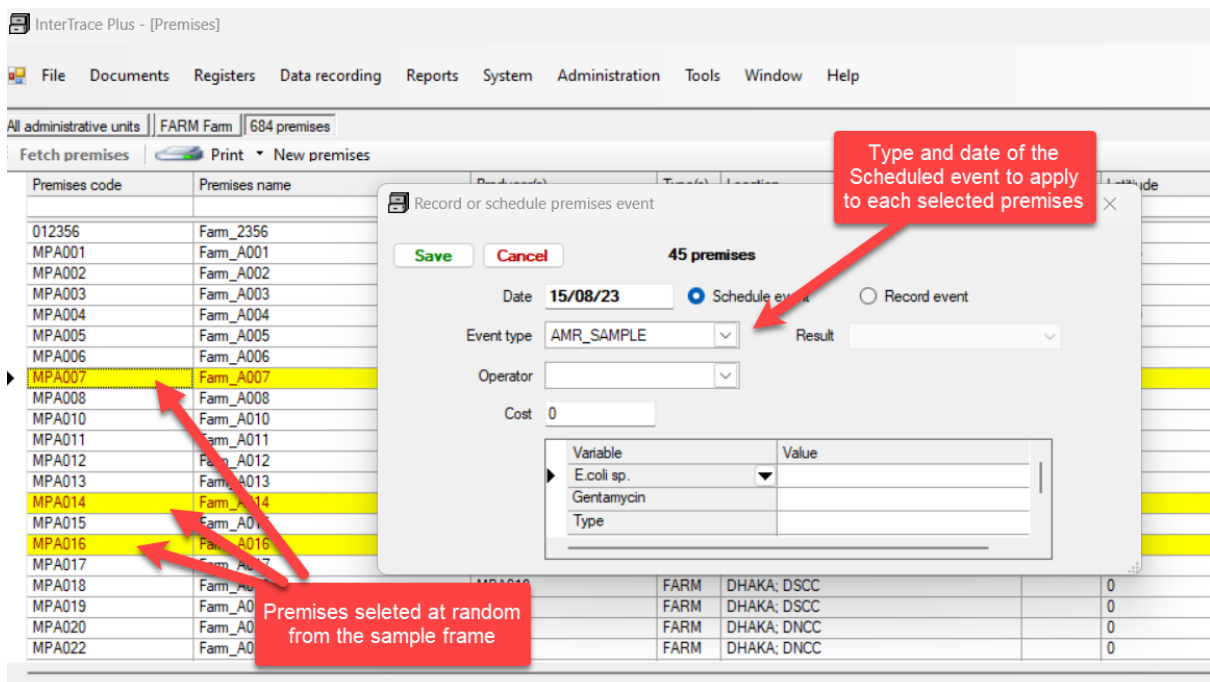 InterTrace Plus - [Premises]
File Documents Registers Data recording Reports System Administration Tools Window Help
All administrative units FARM Farm 684 premises
Fetch premises Print New premises
Premises code Premises name
Type and date of the
Scheduled event to apply
to each selected premises
Record or schedule premises event
Save Cancel 45 premises
Date 15/08/23 Schedule Record event
Event type AMR_SAMPLE Result
Operator
Cost 0
Variable Value
E.coli sp.
Gentamycin
Type
012356 Farm_2356
MPA001 Farm_A001
MPA002 Farm_A002
MPA003 Farm_A003
MPA004 Farm_A004
MPA005 Farm_A005
MPA006 Farm_A006
MPA007 Farm_A007
MPA008 Farm_A008
MPA010 Farm_A010
MPA011 Farm_A011
MPA012
MPA013
MPA014
MPA015
MPA016
MPA017
MPA018 FARM DHAKA; DSCC 0
MPA019 FARM DHAKA; DSCC 0
MPA020 FARM DHAKA; DNCC 0
MPA022 FARM DHAKA; DNCC 0
Premises seleted at random
from the sample frame